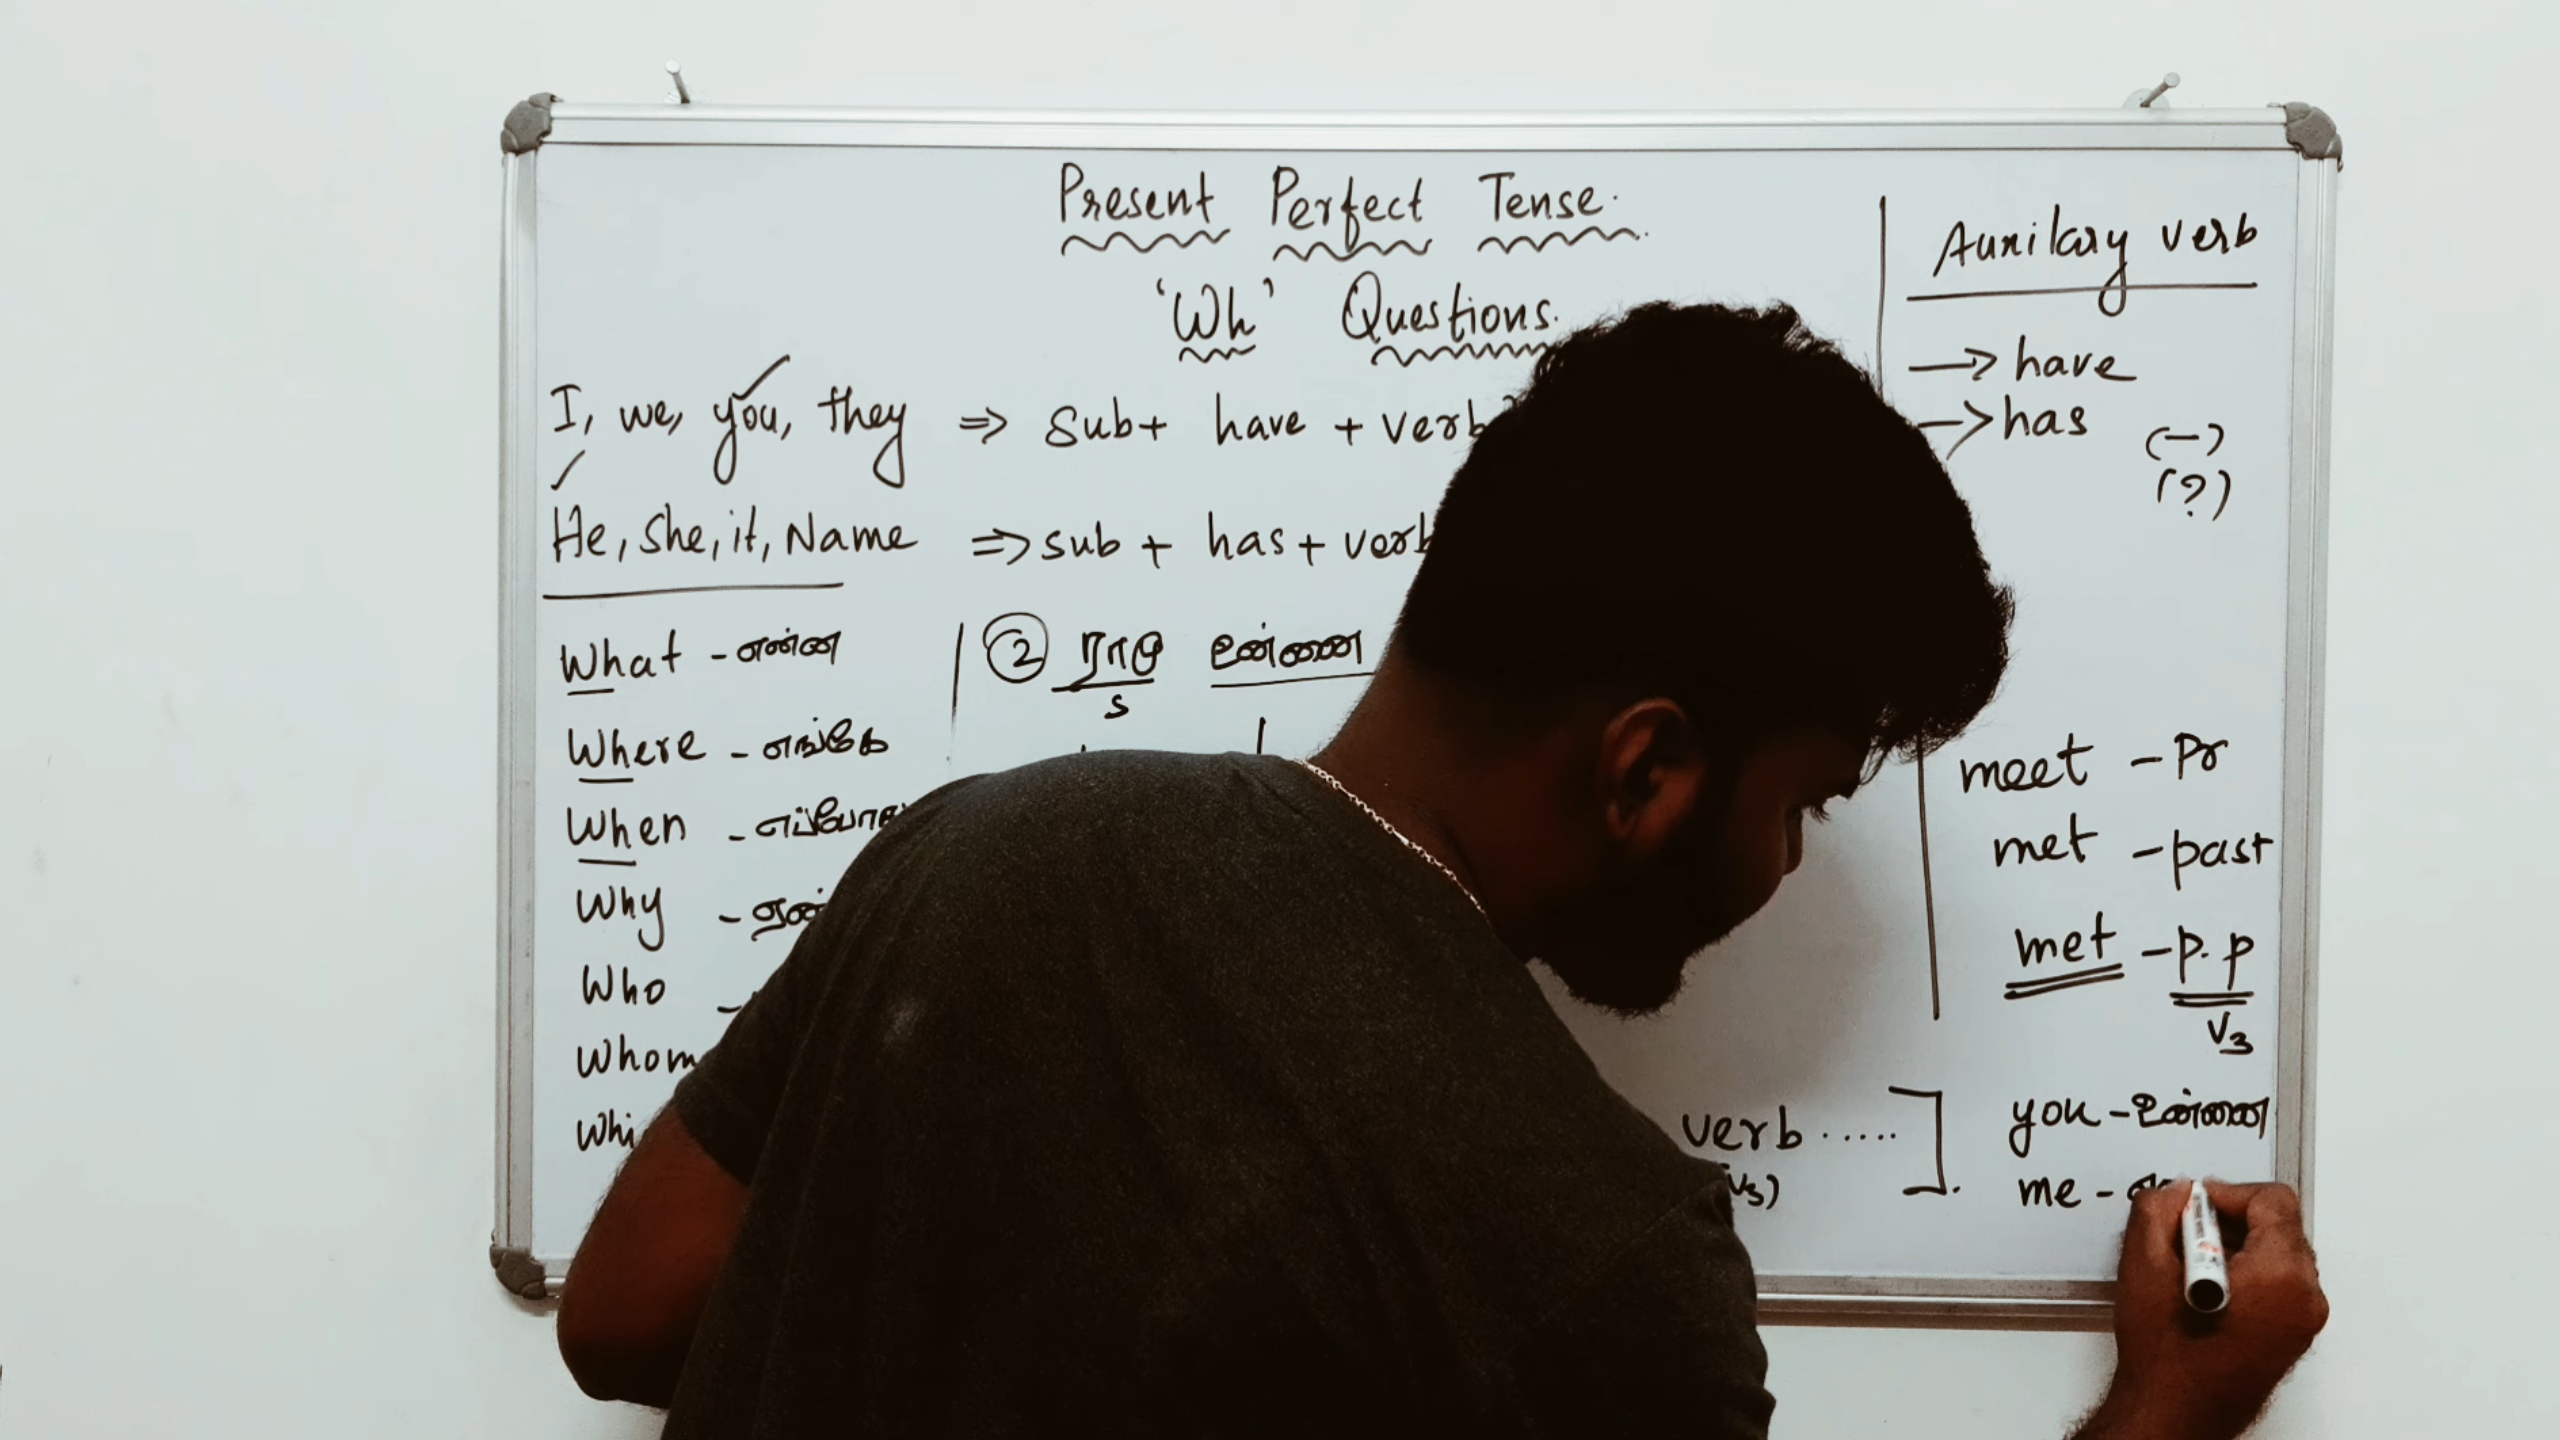 Present Perfect Tense.
'Wh' Questions.
I, we, you, they ⇒ Sub+ have + verb
He, She, it, Name ⇒ sub + has + verb
What - என்ன
Where - எங்கே
When -
Why - ஏன்
Who -
Whom
② ராமு உன்னை
s
verb .....
V3)
Auxilary verb
→ have
→ has
(-)
(?)
meet - Pr
met - past
met - p.p
V3
you - உன்னை
me -